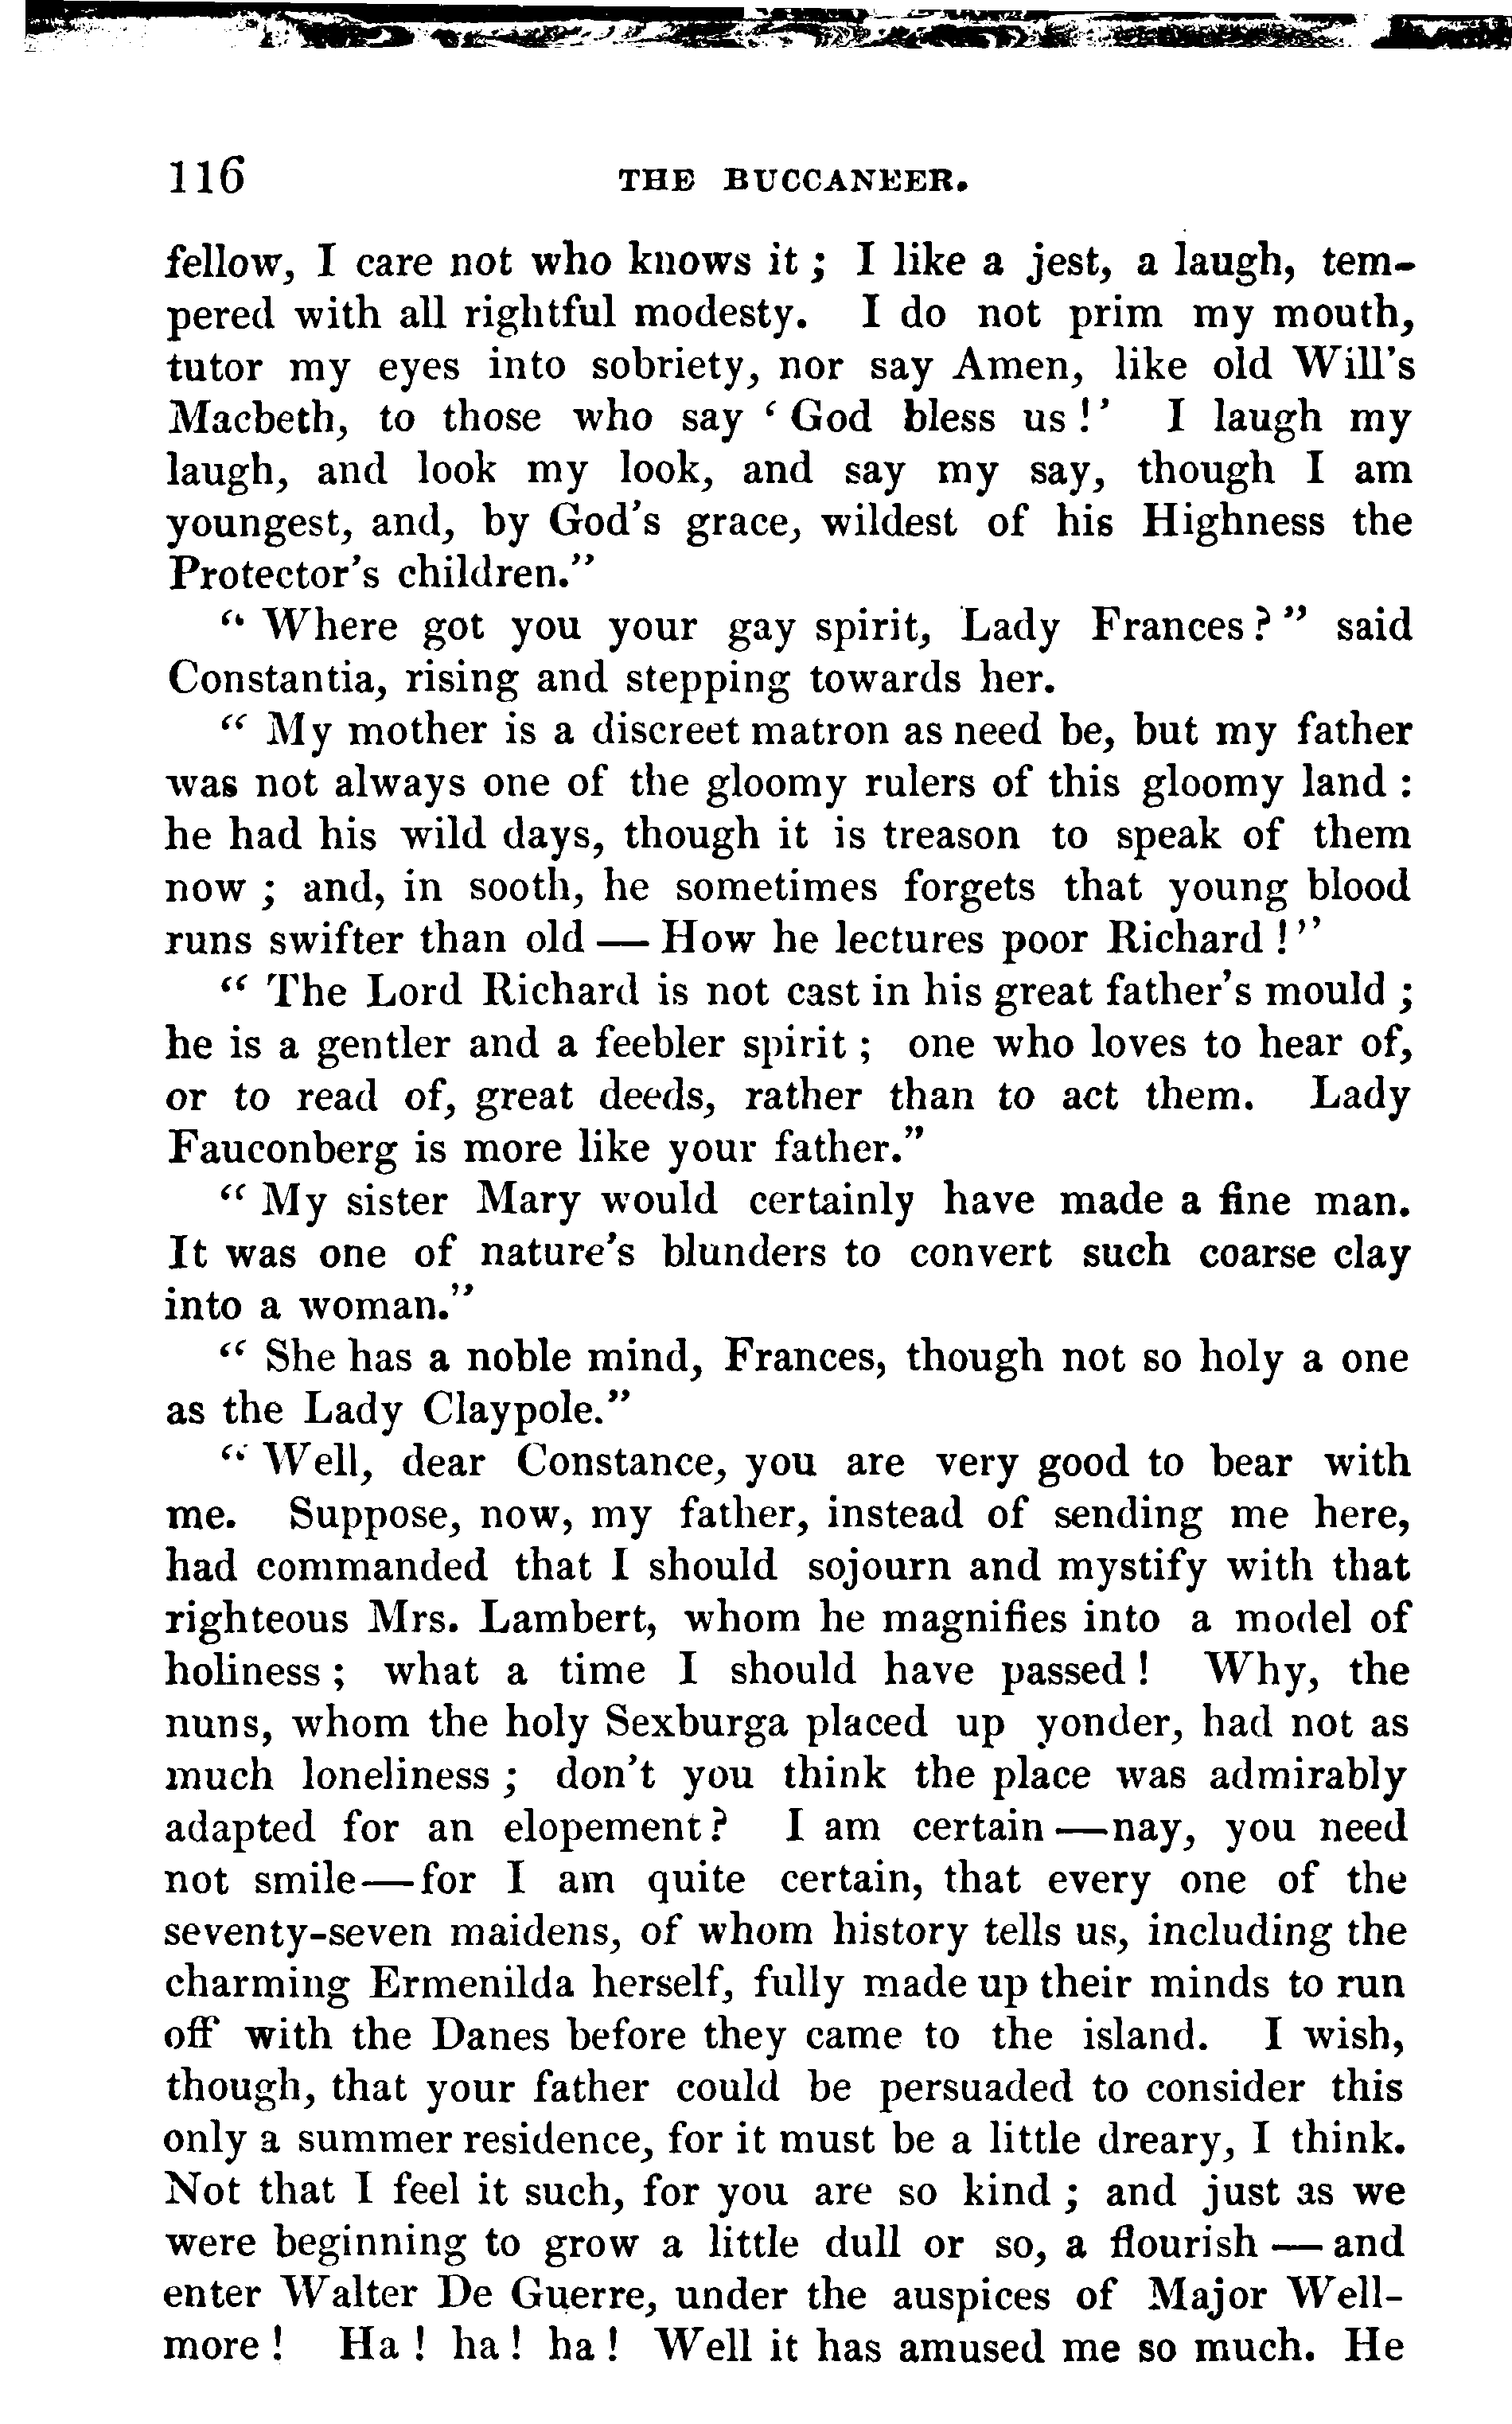 116 THE BUCCANEER.
fellow, I care not who knows it ; I like a jest, a laugh, tem-
pered with all rightful modesty. I do not prim my mouth,
tutor my eyes into sobriety, nor say Amen, like old Will's
Macbeth, to those who say ‘ God bless us !’ I laugh my
laugh, and look my look, and say my say, though I am
youngest, and, by God's grace, wildest of his Highness the
Protector's children.”
“ Where got you your gay spirit, Lady Frances ? ” said
Constantia, rising and stepping towards her.
“ My mother is a discreet matron as need be, but my father
was not always one of the gloomy rulers of this gloomy land :
he had his wild days, though it is treason to speak of them
now ; and, in sooth, he sometimes forgets that young blood
runs swifter than old — How he lectures poor Richard !”
“ The Lord Richard is not cast in his great father's mould ;
he is a gentler and a feebler spirit ; one who loves to hear of,
or to read of, great deeds, rather than to act them. Lady
Fauconberg is more like your father.”
“ My sister Mary would certainly have made a fine man.
It was one of nature's blunders to convert such coarse clay
into a woman.”
“ She has a noble mind, Frances, though not so holy a one
as the Lady Claypole.”
“ Well, dear Constance, you are very good to bear with
me. Suppose, now, my father, instead of sending me here,
had commanded that I should sojourn and mystify with that
righteous Mrs. Lambert, whom he magnifies into a model of
holiness ; what a time I should have passed ! Why, the
nuns, whom the holy Sexburga placed up yonder, had not as
much loneliness ; don't you think the place was admirably
adapted for an elopement ? I am certain — nay, you need
not smile — for I am quite certain, that every one of the
seventy-seven maidens, of whom history tells us, including the
charming Ermenilda herself, fully made up their minds to run
off with the Danes before they came to the island. I wish,
though, that your father could be persuaded to consider this
only a summer residence, for it must be a little dreary, I think.
Not that I feel it such, for you are so kind ; and just as we
were beginning to grow a little dull or so, a flourish — and
enter Walter De Guerre, under the auspices of Major Well-
more ! Ha ! ha ! ha ! Well it has amused me so much. He